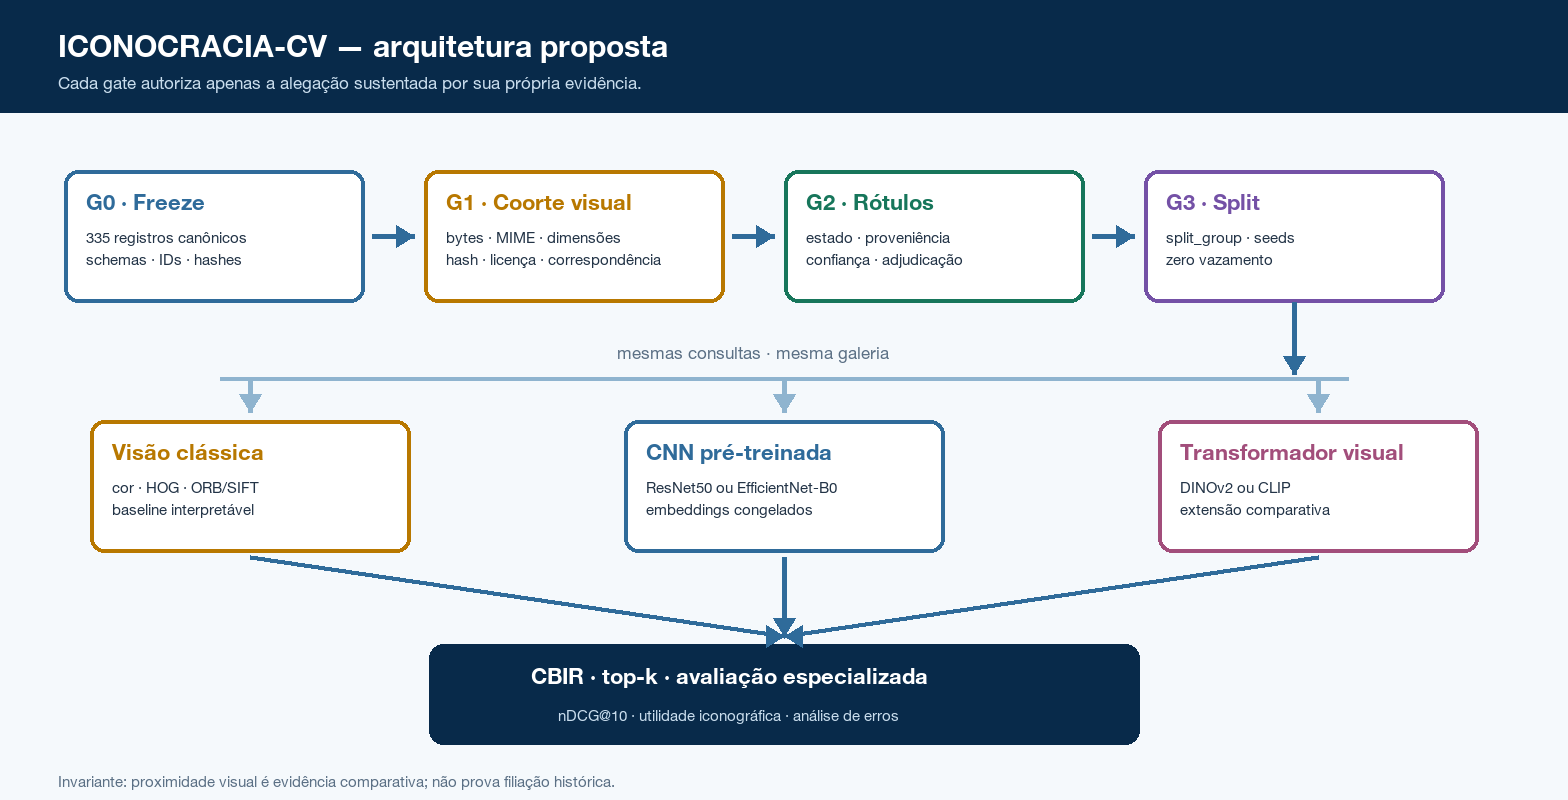 ICONOCRACIA-CV — arquitetura proposta
Cada gate autoriza apenas a alegação sustentada por sua própria evidência.
G0 · Freeze
335 registros canônicos
schemas · IDs · hashes
G1 · Coorte visual
bytes · MIME · dimensões
hash · licença · correspondência
G2 · Rótulos
estado · proveniência
confiança · adjudicação
G3 · Split
split_group · seeds
zero vazamento
mesmas consultas · mesma galeria
Visão clássica
cor · HOG · ORB/SIFT
baseline interpretável
CNN pré-treinada
ResNet50 ou EfficientNet-B0
embeddings congelados
Transformador visual
DINOv2 ou CLIP
extensão comparativa
CBIR · top-k · avaliação especializada
nDCG@10 · utilidade iconográfica · análise de erros
Invariante: proximidade visual é evidência comparativa; não prova filiação histórica.